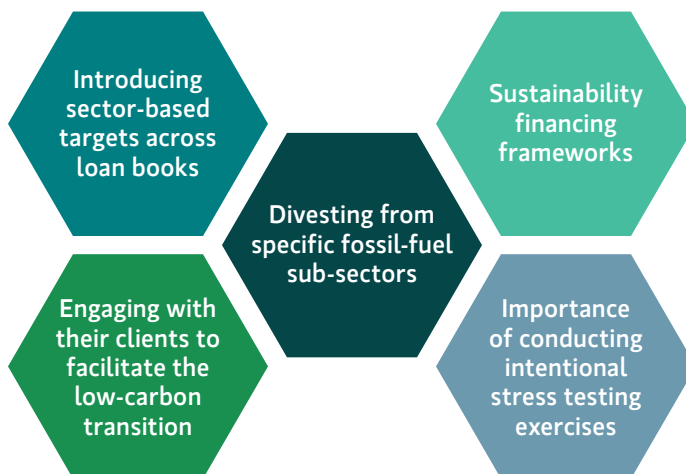 Introducing
sector-based
targets across
loan books
Sustainability
financing
frameworks
Divesting from
specific fossil-fuel
sub-sectors
Engaging with
their clients to
facilitate the
low-carbon
transition
Importance
of conducting
intentional
stress testing
exercises